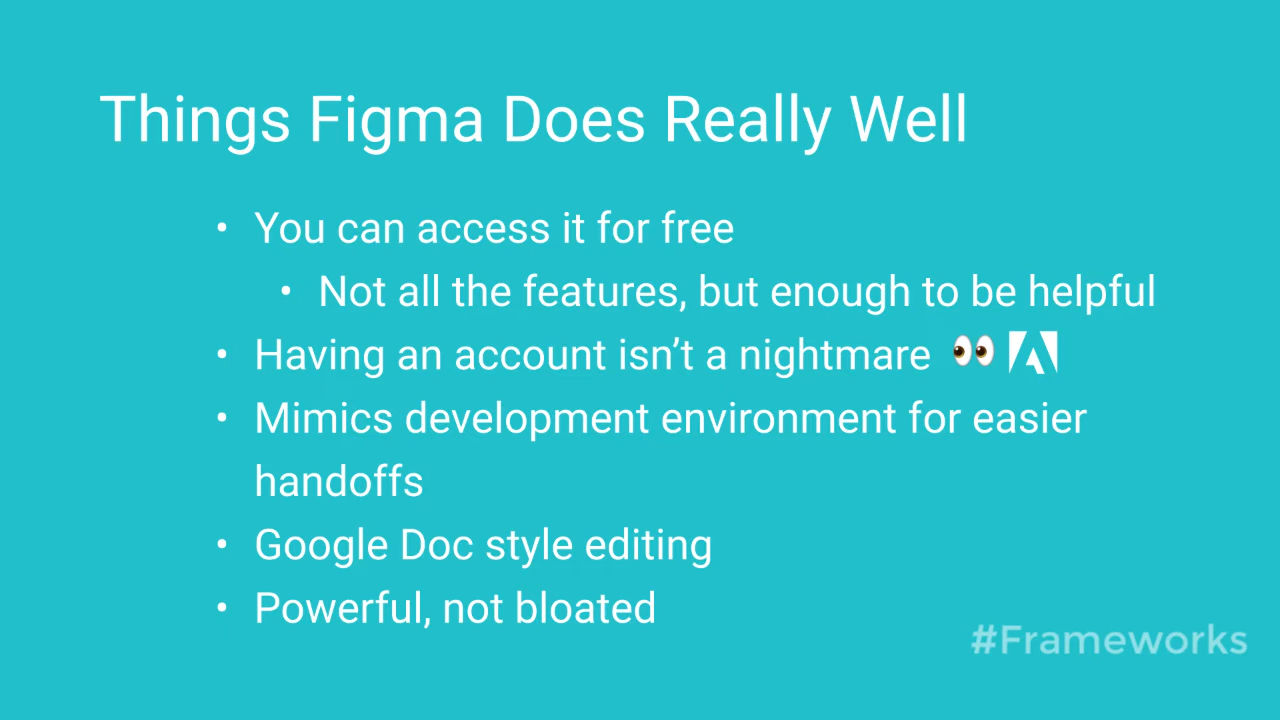 Things Figma Does Really Well
• You can access it for free
• Not all the features, but enough to be helpful
• Having an account isn’t a nightmare 👀
• Mimics development environment for easier
handoffs
• Google Doc style editing
• Powerful, not bloated
#Frameworks